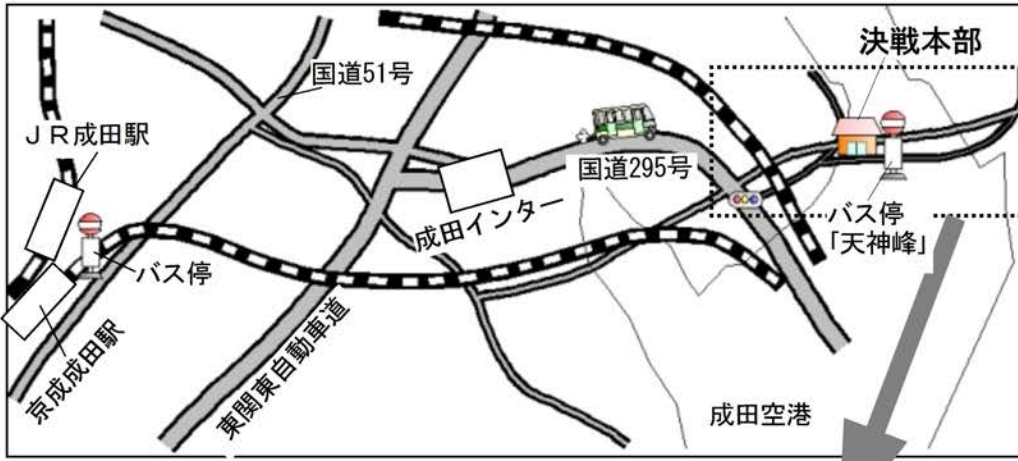 国道51号
決戦本部
JR成田駅
国道295号
成田インター
バス停
「天神峰」
バス停
京成成田駅
東関東自動車道
成田空港